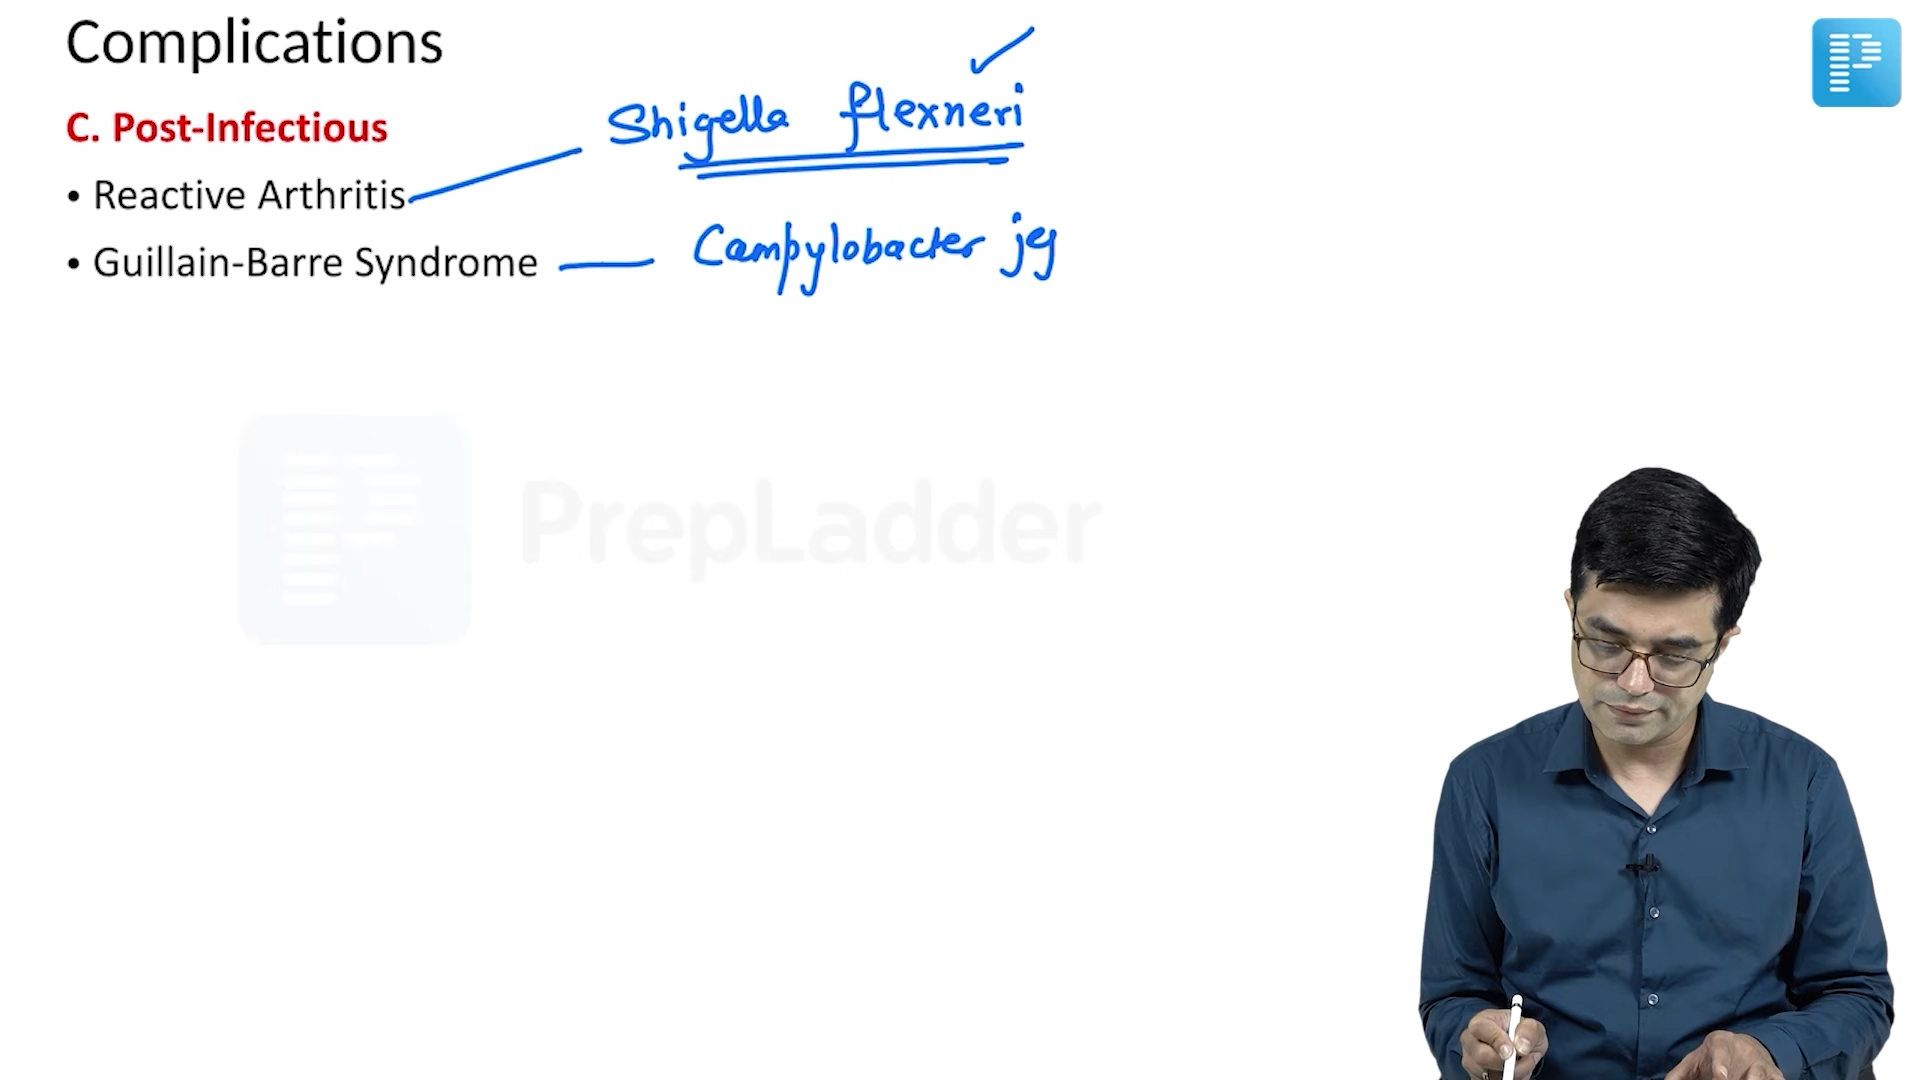 Complications
C. Post-Infectious
Shigella flexneri
• Reactive Arthritis
• Guillain-Barre Syndrome
Campylobacter jej
PrepLadder